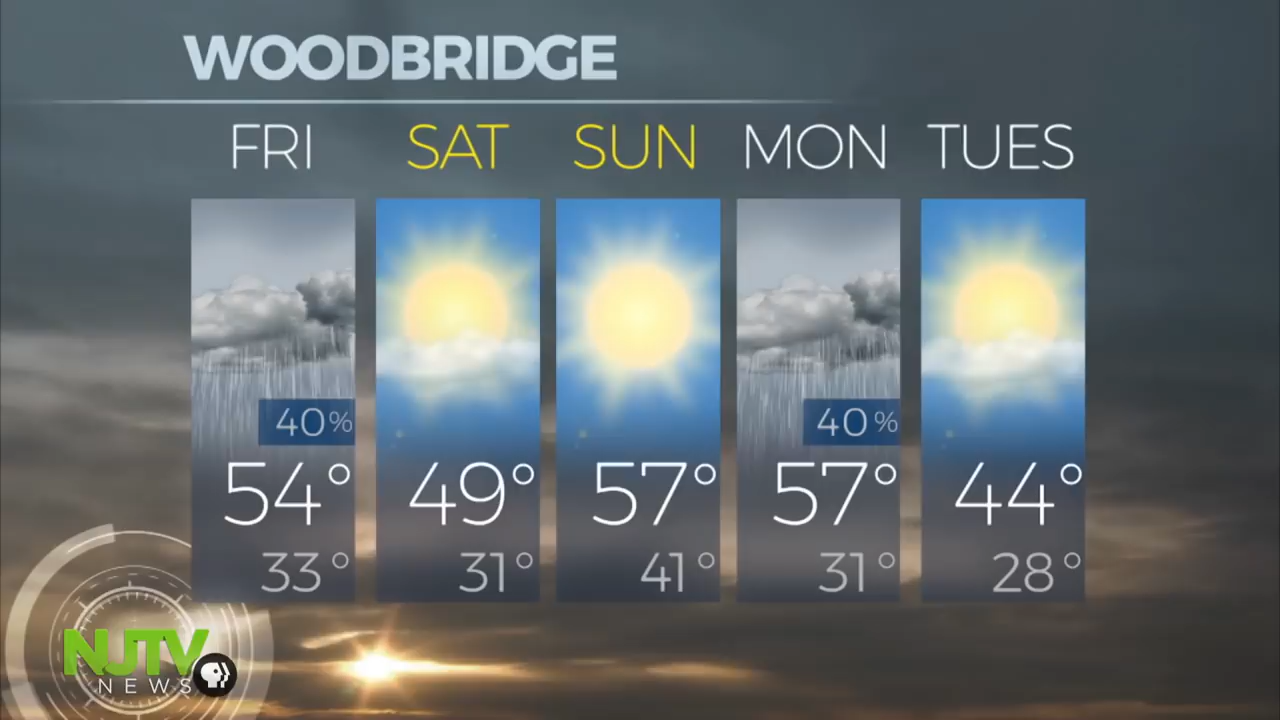 WOODBRIDGE
FRI SAT SUN MON TUES
40% 40%
54° 49° 57° 57° 44°
33° 31° 41° 31° 28°
NJTV
NEWS